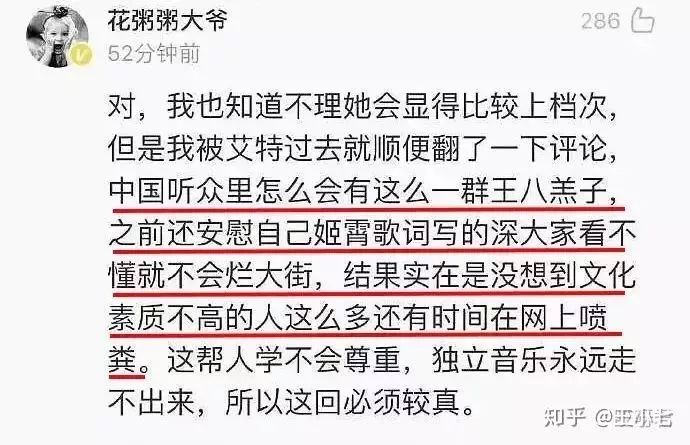 花粥粥大爷
286
52分钟前
对，我也知道不理她会显得比较上档次，
但是我被艾特过去就顺便翻了一下评论，
中国听众里怎么会有这么一群王八羔子，
之前还安慰自己姬霄歌词写的深大家看不
懂就不会烂大街，结果实在是没想到文化
素质不高的人这么多还有时间在网上喷
粪。这帮人学不会尊重，独立音乐永远走
不出来，所以这回必须较真。
知乎